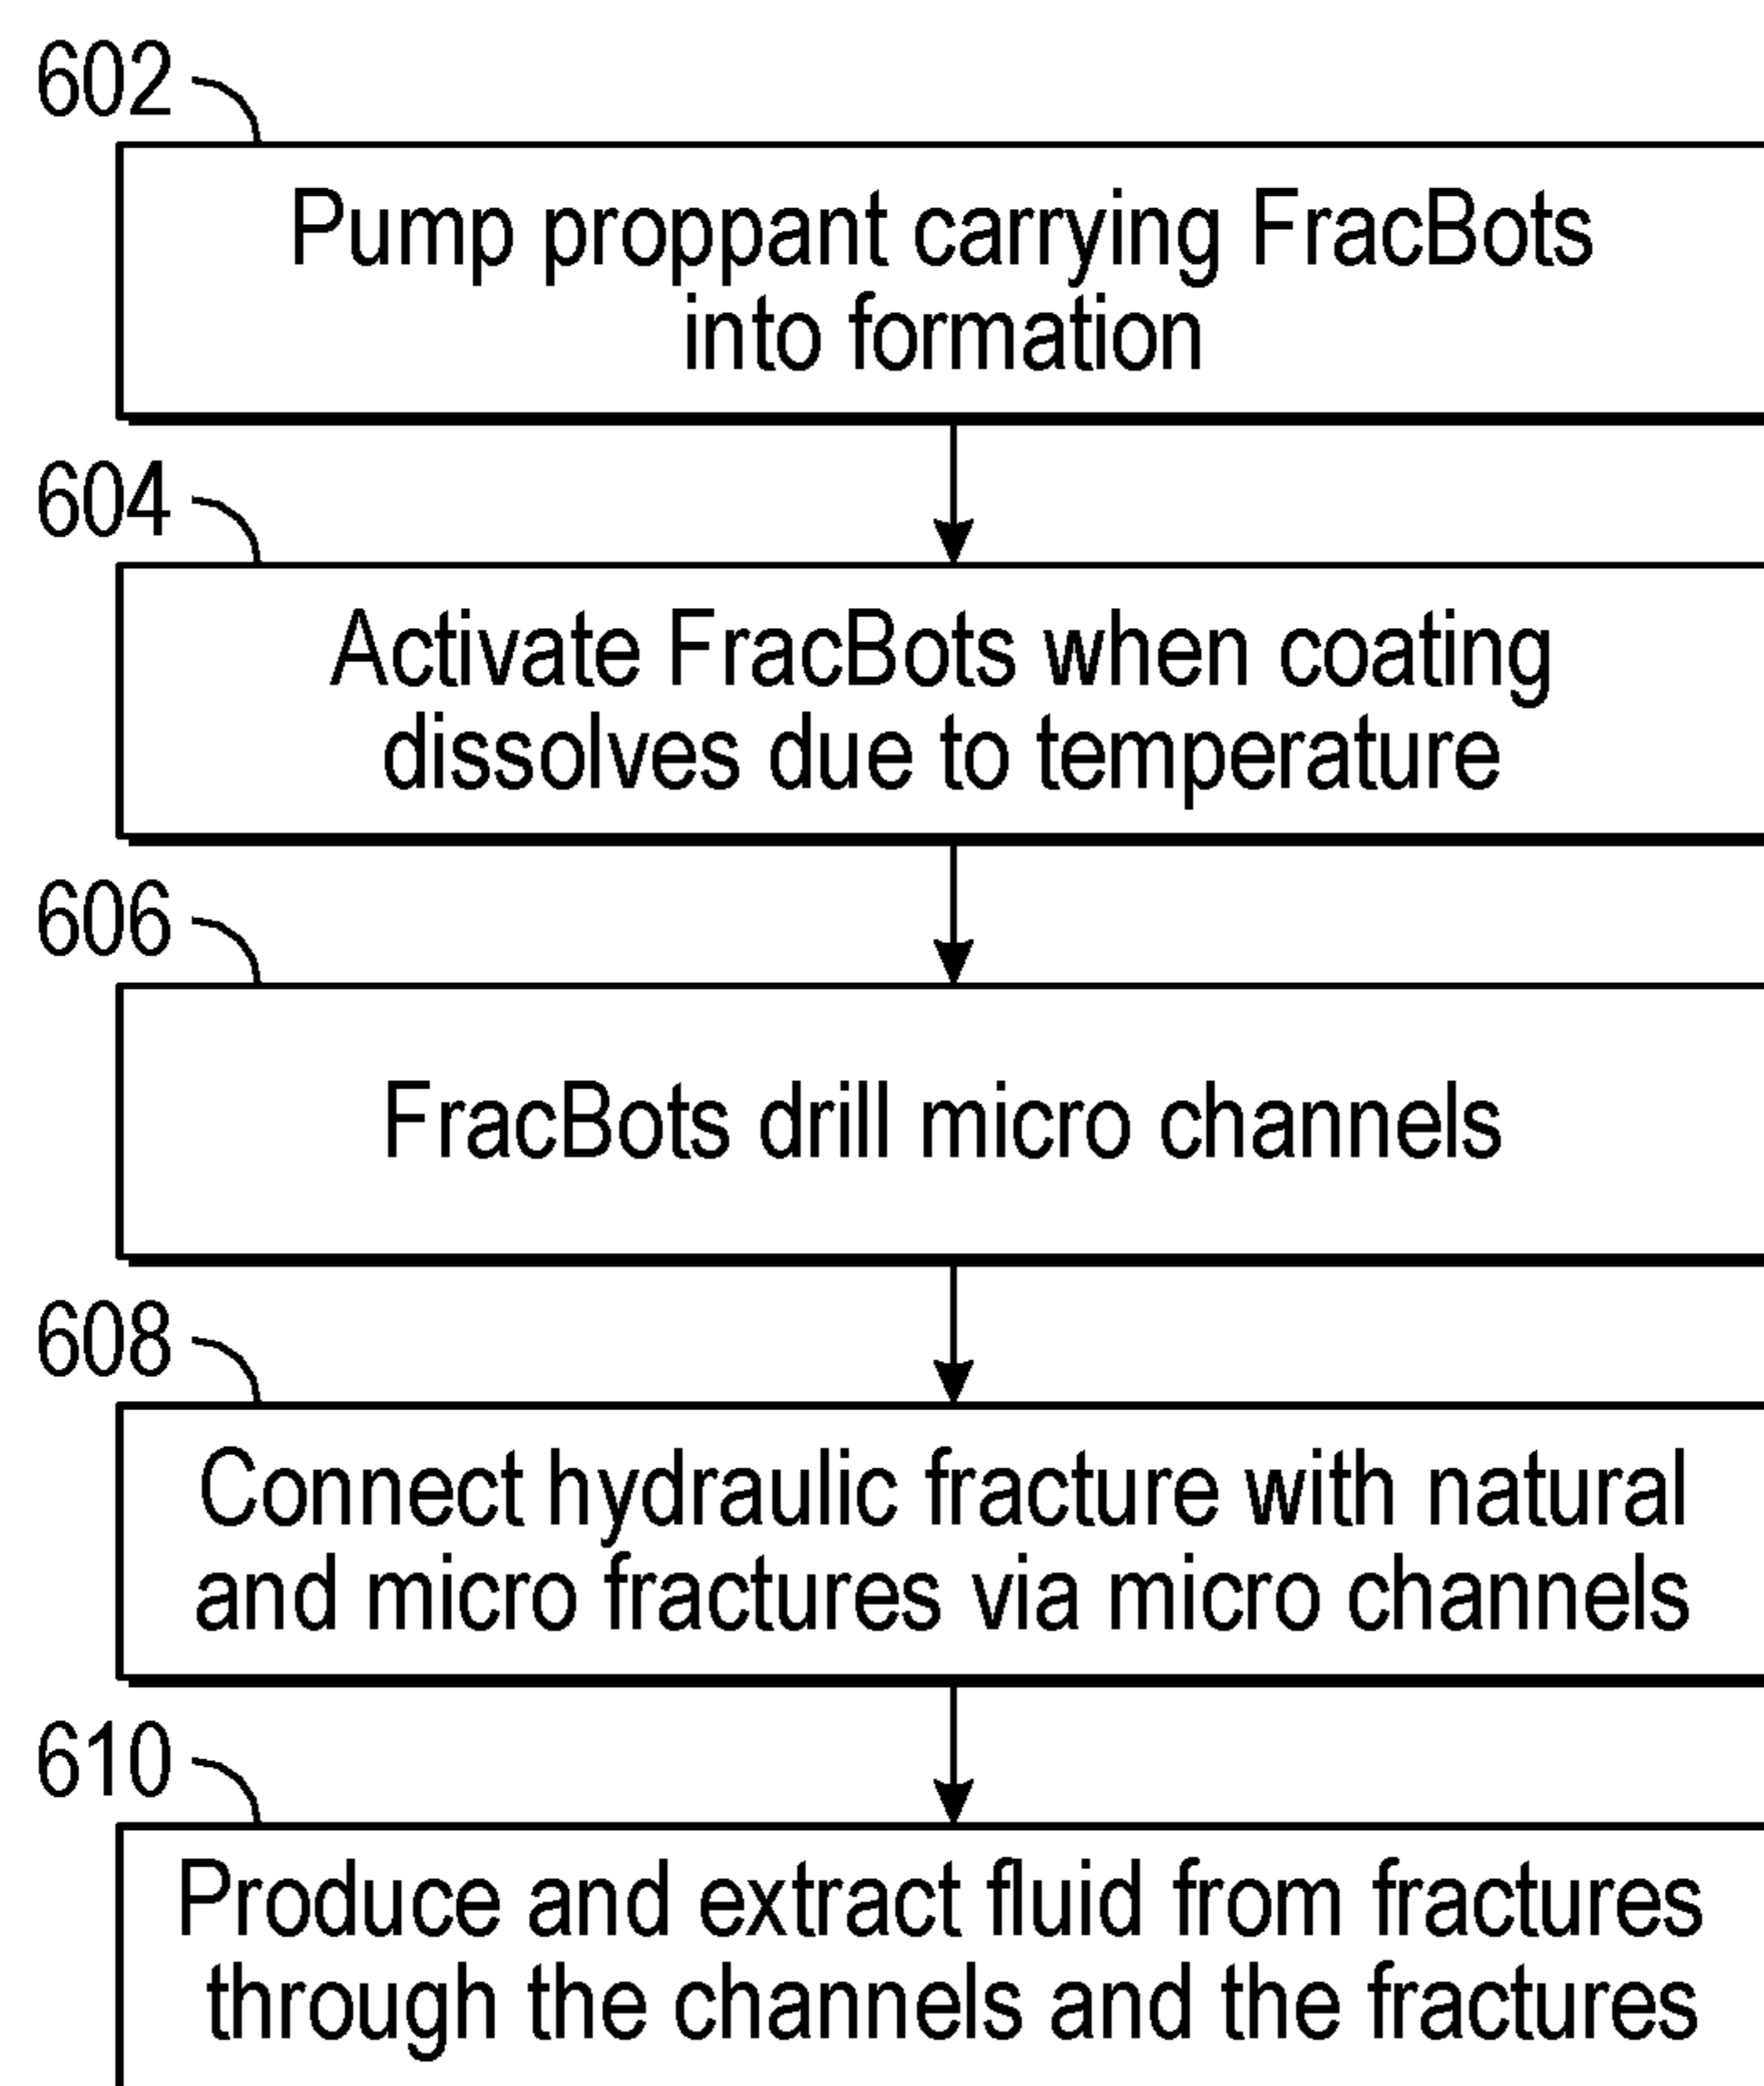 602
Pump proppant carrying FracBots
into formation
604
Activate FracBots when coating
dissolves due to temperature
606
FracBots drill micro channels
608
Connect hydraulic fracture with natural
and micro fractures via micro channels
610
Produce and extract fluid from fractures
through the channels and the fractures